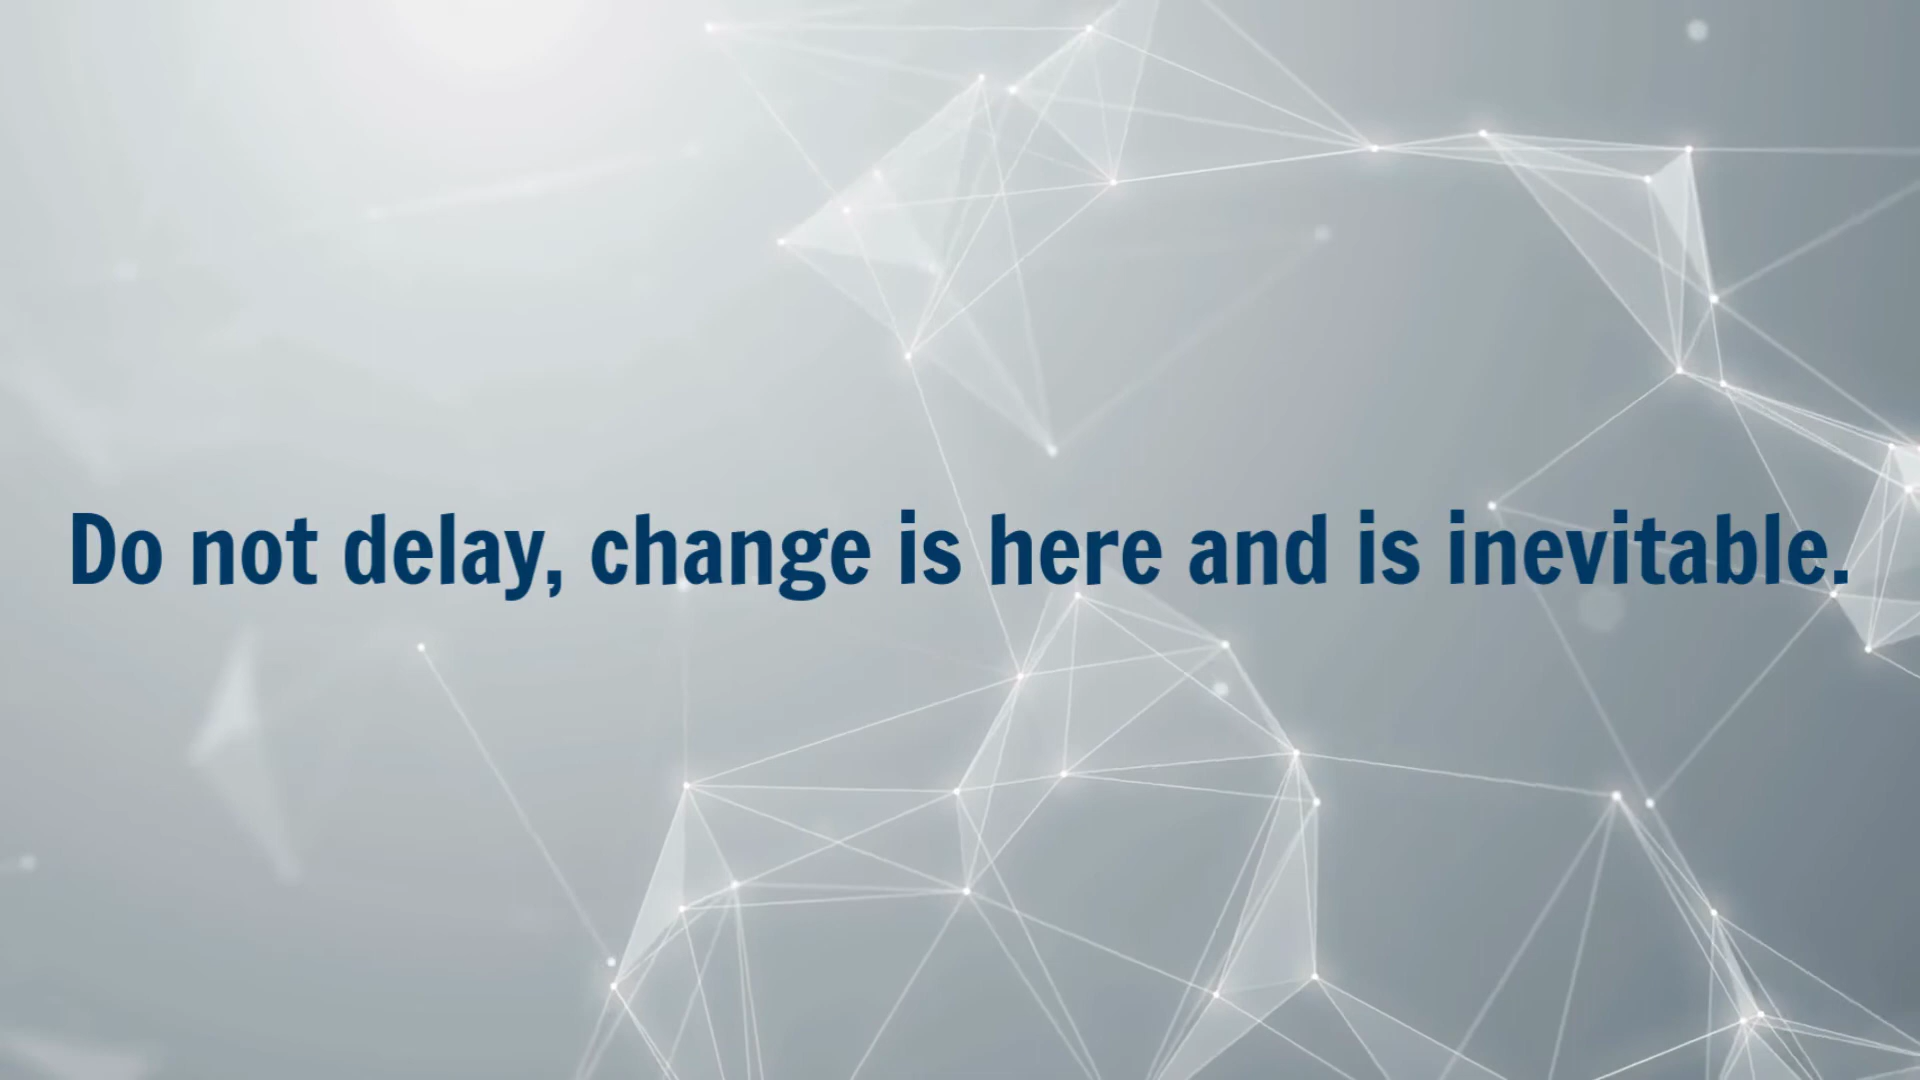 Do not delay, change is here and is inevitable.